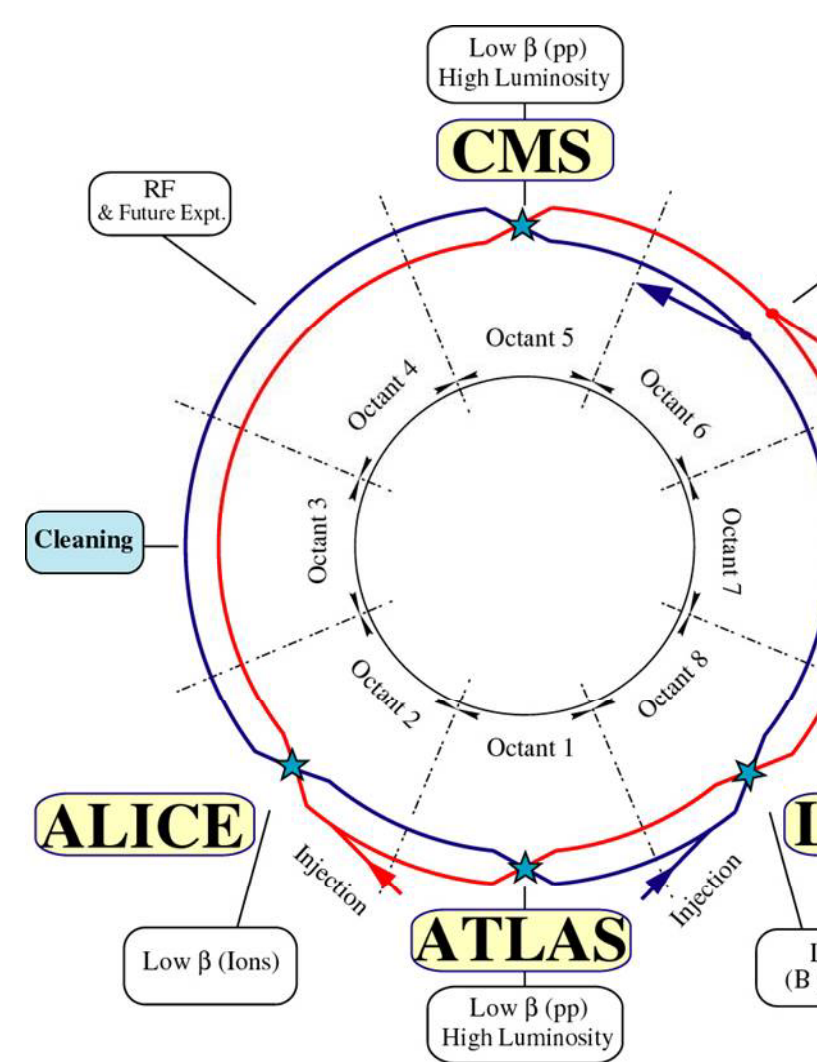 Low β (pp)
High Luminosity
CMS
RF
& Future Expt.
Octant 5
Octant 4
Octant 6
Octant 3
Cleaning
Octant 7
Octant 2
Octant 8
Octant 1
ALICE
Injection
Injection
ATLAS
Low β (Ions)
(B
Low β (pp)
High Luminosity